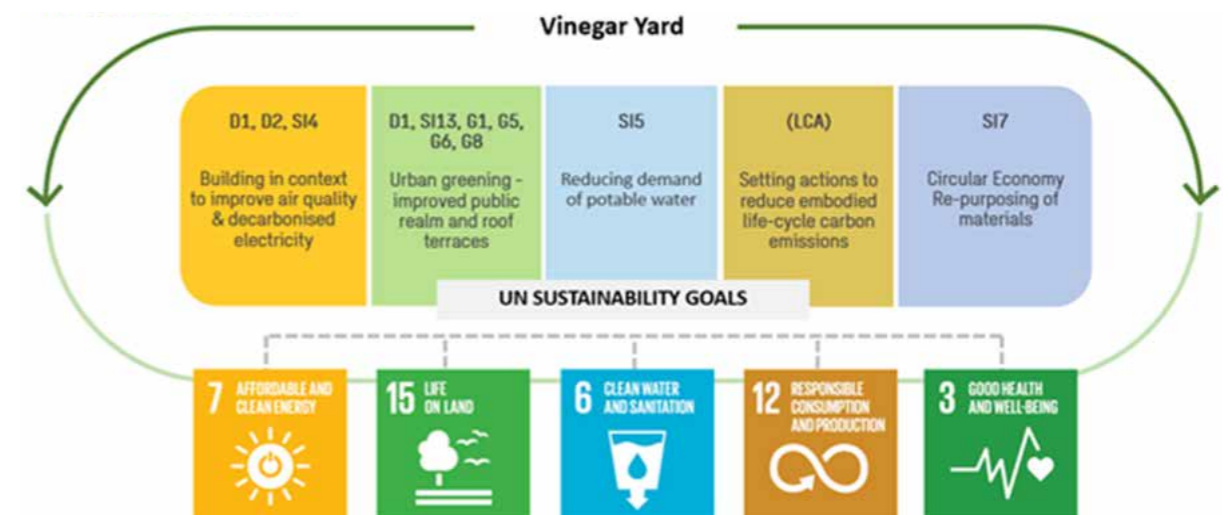 Vinegar Yard
D1, D2, SI4
Building in context
to improve air quality
& decarbonised
electricity
D1, SI13, G1, G5,
G6, G8
Urban greening -
improved public
realm and roof
terraces
SI5
Reducing demand
of potable water
(LCA)
Setting actions to
reduce embodied
life-cycle carbon
emissions
SI7
Circular Economy
Re-purposing of
materials
UN SUSTAINABILITY GOALS
7 AFFORDABLE AND
CLEAN ENERGY
15 LIFE
ON LAND
6 CLEAN WATER
AND SANITATION
12 RESPONSIBLE
CONSUMPTION
AND PRODUCTION
3 GOOD HEALTH
AND WELL-BEING